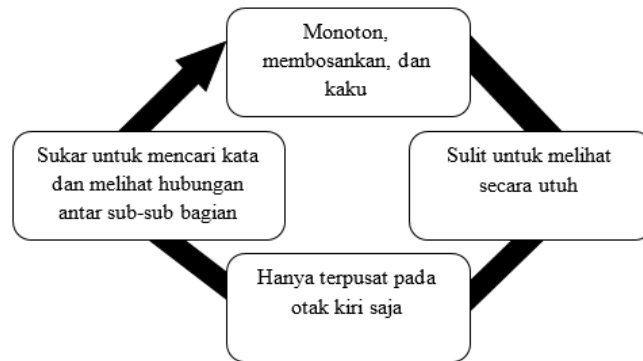 Monoton,
membosankan, dan
kaku
Sukar untuk mencari kata
dan melihat hubungan
antar sub-sub bagian
Sulit untuk melihat
secara utuh
Hanya terpusat pada
otak kiri saja